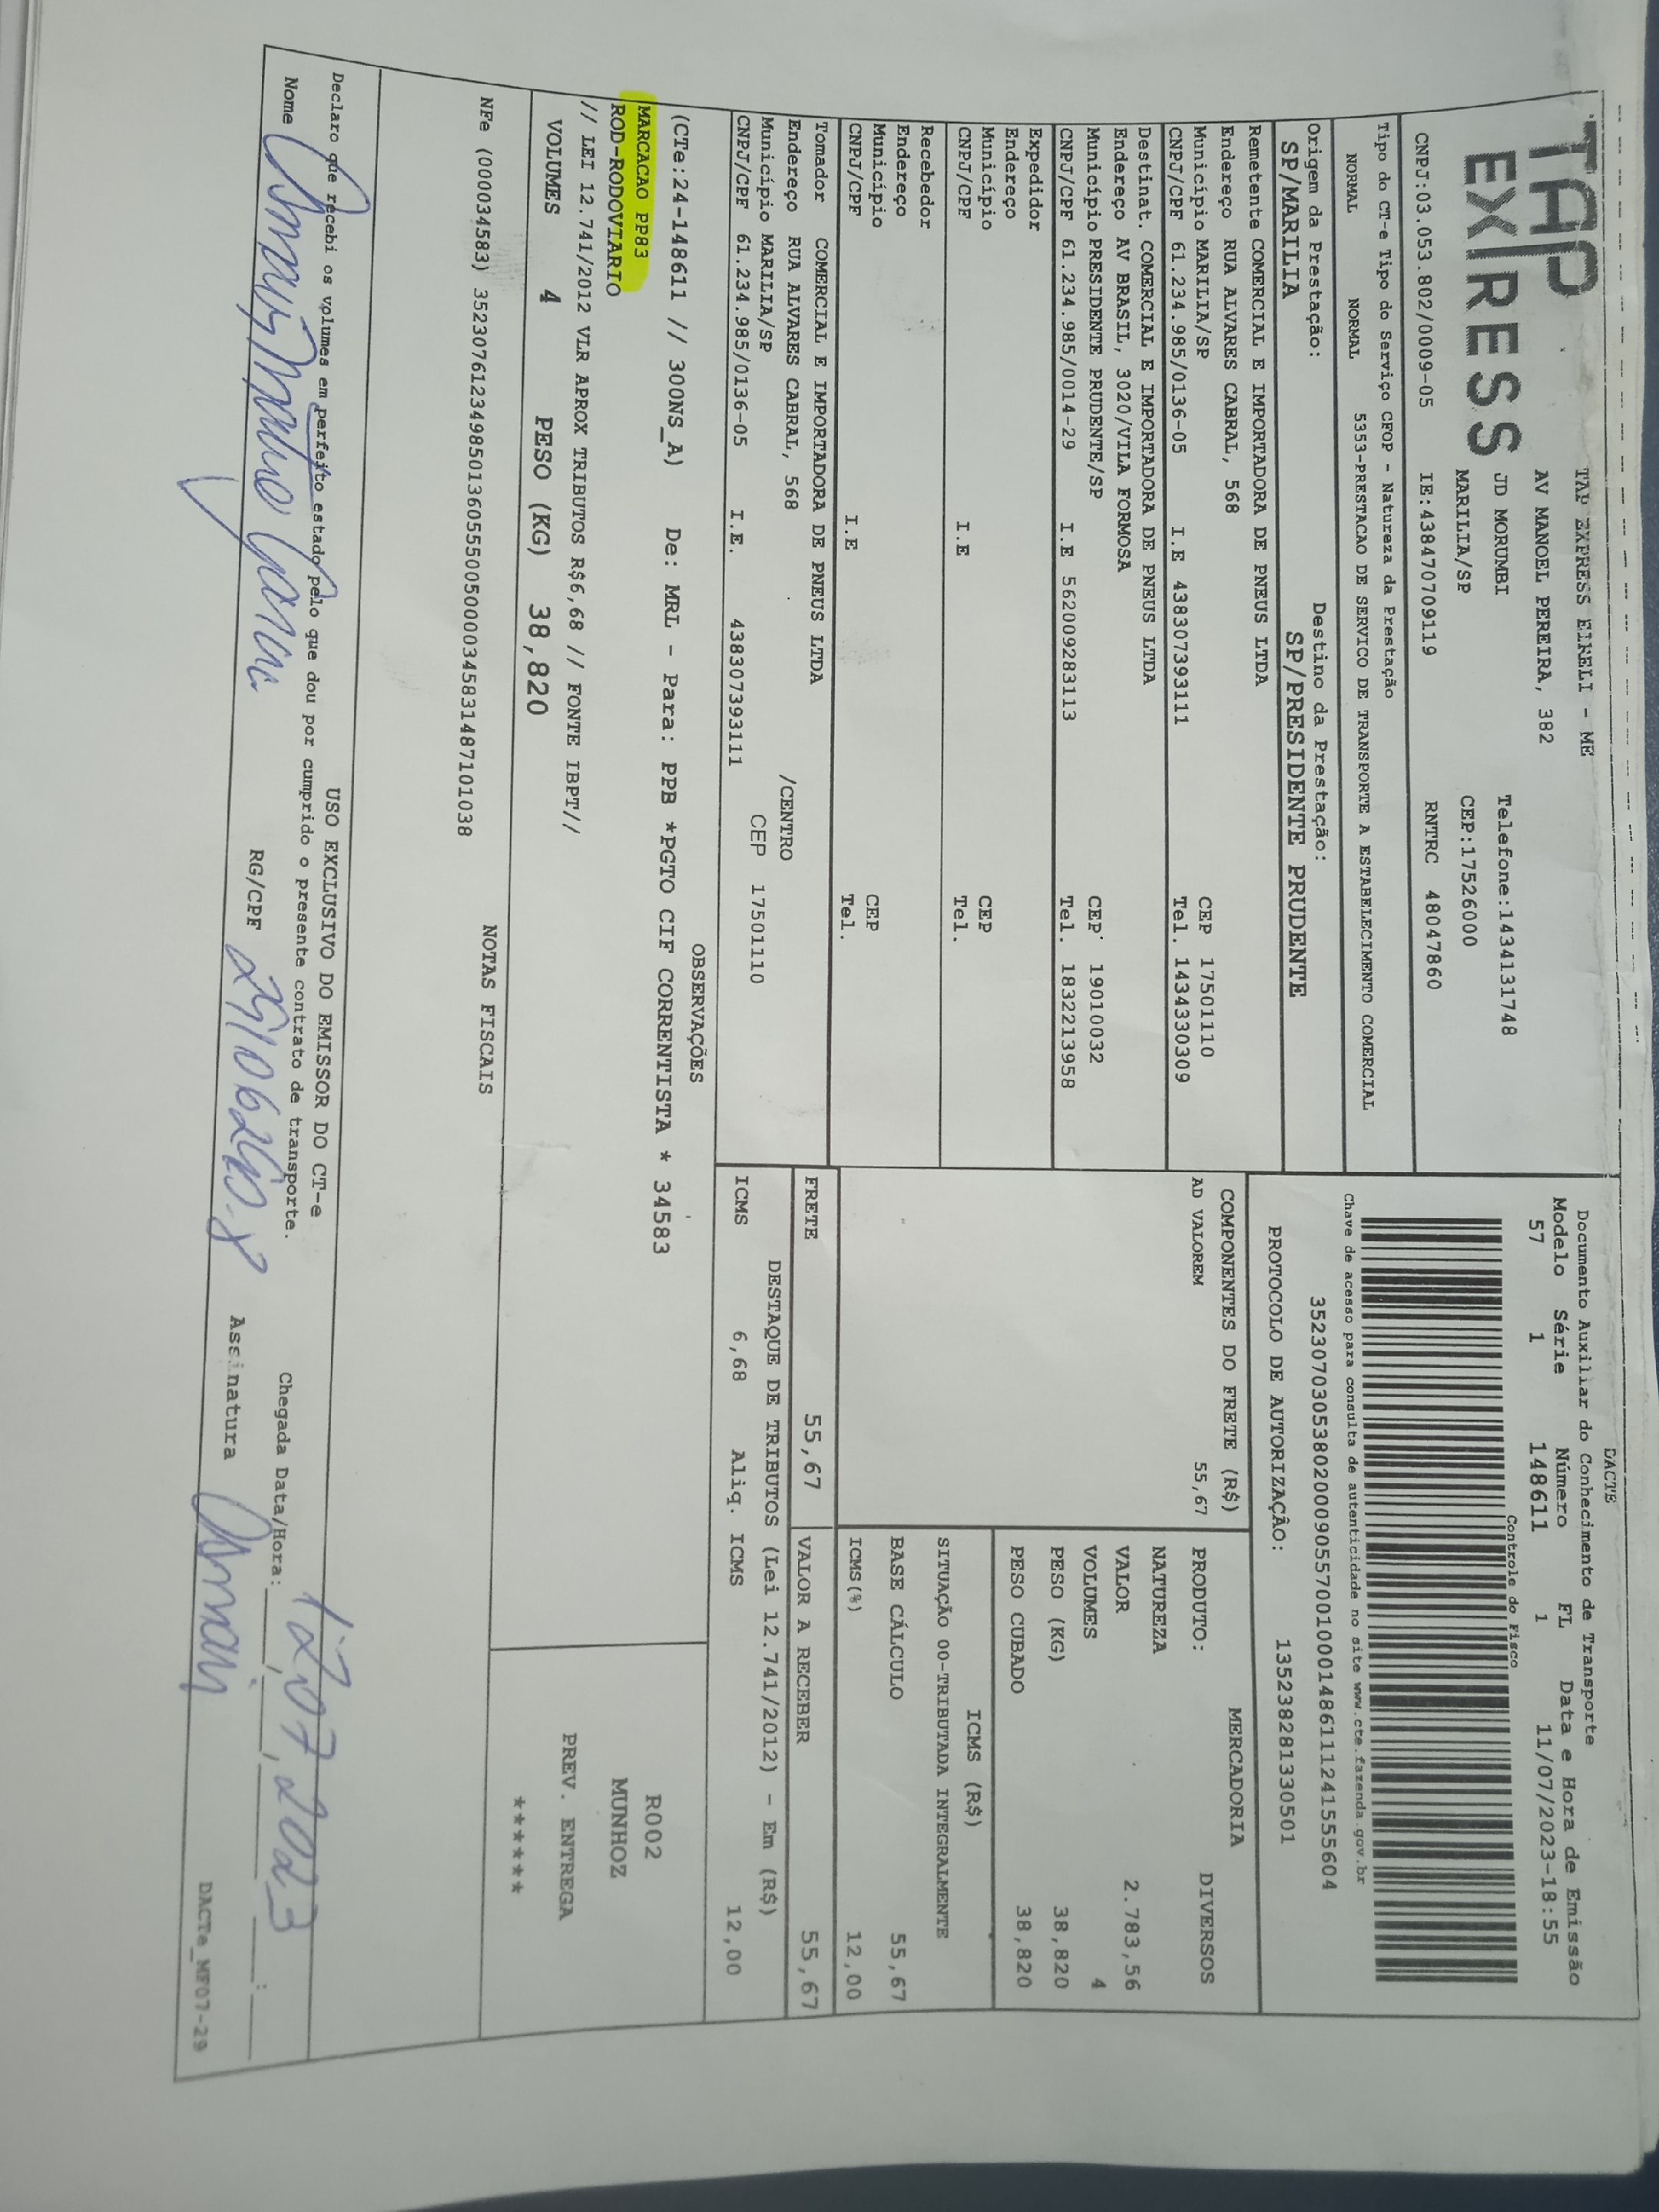 TAP
EXPRESS
TAP EXPRESS EIRELI - ME
AV MANOEL PEREIRA, 382
JD MORUMBI Telefone:1434131748
MARILIA/SP CEP:17526000
CNPJ:03.053.802/0009-05 IE:438470709119 RNTRC 48047860
DACTE
Documento Auxiliar do Conhecimento de Transporte
Modelo Série Número FL Data e Hora de Emissão
57 1 148611 1 11/07/2023-18:55
Controle do Fisco
Chave de acesso para consulta de autenticidade no site www.cte.fazenda.gov.br
35230703053802000905570010001486111241555604
PROTOCOLO DE AUTORIZAÇÃO: 135238281330501
Tipo do CT-e Tipo do Serviço CFOP - Natureza da Prestação
NORMAL NORMAL 5353-PRESTACAO DE SERVICO DE TRANSPORTE A ESTABELECIMENTO COMERCIAL
Origem da Prestação: Destino da Prestação:
SP/MARILIA SP/PRESIDENTE PRUDENTE
Remetente COMERCIAL E IMPORTADORA DE PNEUS LTDA
Endereço RUA ALVARES CABRAL, 568
Município MARILIA/SP CEP 17501110
CNPJ/CPF 61.234.985/0136-05 I.E 438307393111 Tel. 1434330309
Destinat. COMERCIAL E IMPORTADORA DE PNEUS LTDA
Endereço AV BRASIL, 3020/VILA FORMOSA
Município PRESIDENTE PRUDENTE/SP CEP 19010032
CNPJ/CPF 61.234.985/0014-29 I.E 562009283113 Tel. 1832213958
Expedidor
Endereço
Município CEP
CNPJ/CPF I.E Tel.
Recebedor
Endereço
Município CEP
CNPJ/CPF I.E Tel.
Tomador COMERCIAL E IMPORTADORA DE PNEUS LTDA
Endereço RUA ALVARES CABRAL, 568 /CENTRO
Município MARILIA/SP CEP 17501110
CNPJ/CPF 61.234.985/0136-05 I.E. 438307393111
COMPONENTES DO FRETE (R$)
AD VALOREM 55,67
MERCADORIA
PRODUTO: DIVERSOS
NATUREZA
VALOR 2.783,56
VOLUMES 4
PESO (KG) 38,820
PESO CUBADO 38,820
ICMS (R$)
SITUAÇÃO 00-TRIBUTADA INTEGRALMENTE
BASE CÁLCULO 55,67
ICMS(%) 12,00
FRETE 55,67 VALOR A RECEBER 55,67
DESTAQUE DE TRIBUTOS (Lei 12.741/2012) - Em (R$)
ICMS 6,68 Aliq. ICMS 12,00
OBSERVAÇÕES
(CTe:24-148611 // 300NS_A) De: MRL - Para: PPB *PGTO CIF CORRENTISTA * 34583
MARCACAO PP83
ROD-RODOVIARIO
// LEI 12.741/2012 VLR APROX TRIBUTOS R$6,68 // FONTE IBPT//
VOLUMES 4 PESO (KG) 38,820
R002
MUNHOZ
PREV. ENTREGA
******
NOTAS FISCAIS
NFe (000034583) 35230761234985013605550050000345831487101038
USO EXCLUSIVO DO EMISSOR DO CT-e
Declaro que recebi os volumes em perfeito estado pelo que dou por cumprido o presente contrato de transporte.
Chegada Data/Hora: 12,07,2023 :
Nome RG/CPF Assinatura
DACTe_MF07-29